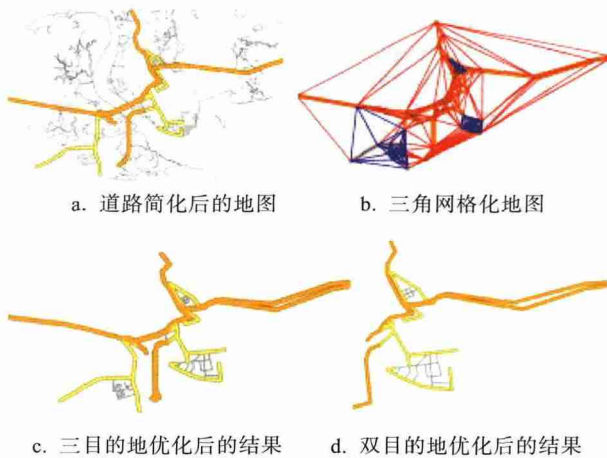 a. 道路简化后的地图
b. 三角网格化地图
c. 三目的地优化后的结果
d. 双目的地优化后的结果